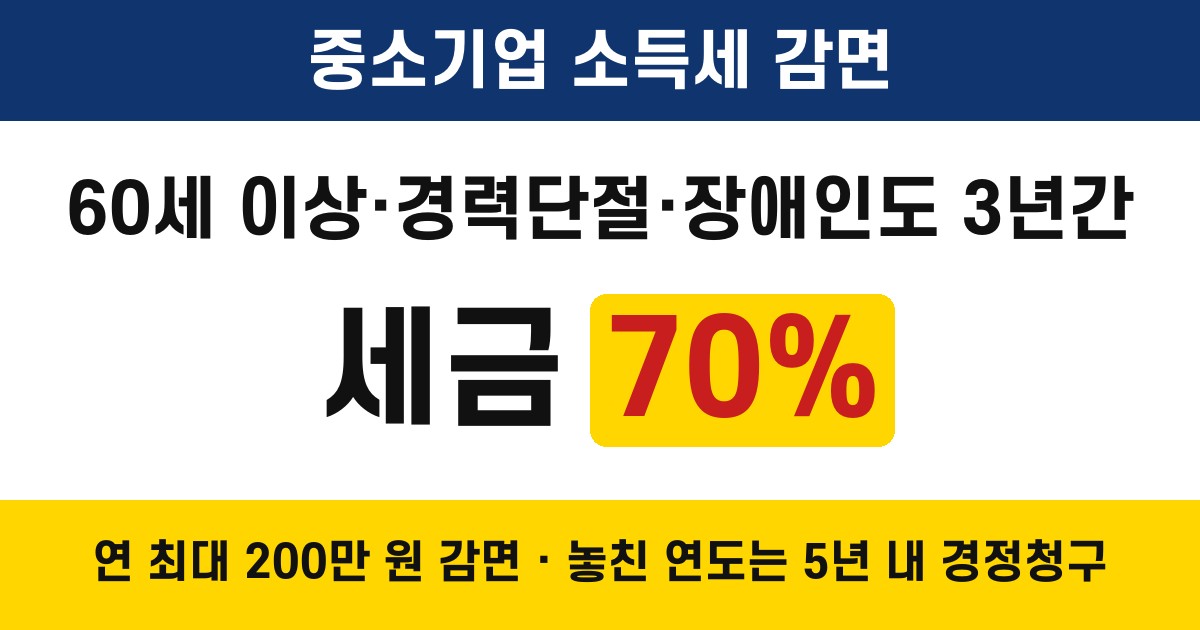 중소기업 소득세 감면
60세 이상·경력단절·장애인도 3년간
세금 70%
연 최대 200만 원 감면 · 놓친 연도는 5년 내 경정청구